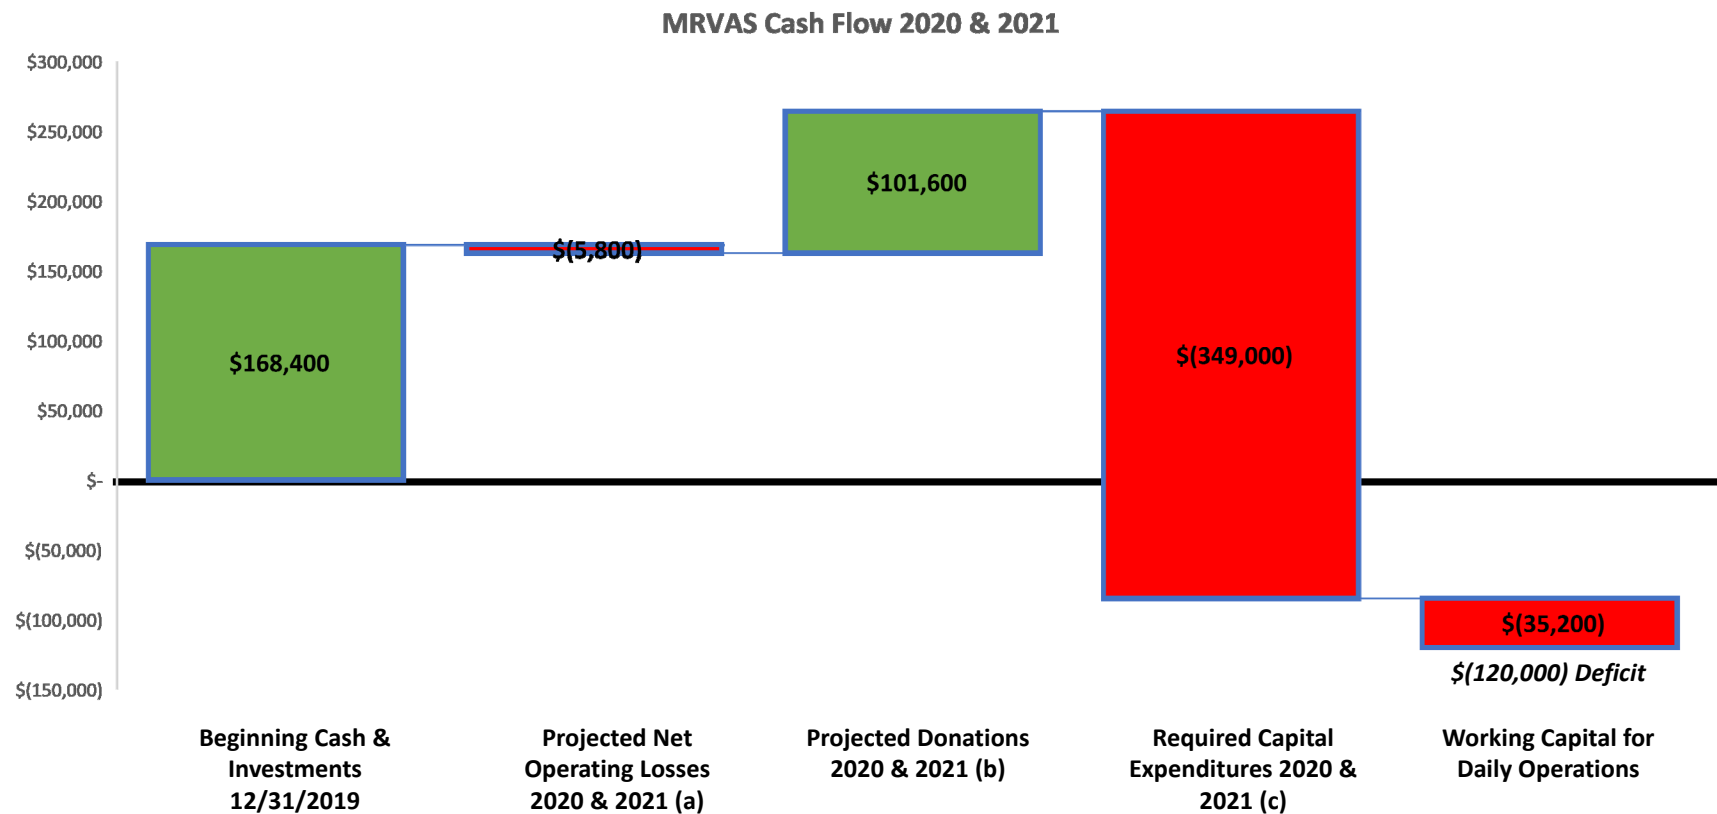 MRVAS Cash Flow 2020 & 2021
$300,000
$250,000
$200,000
$150,000
$100,000
$50,000
$-
$(50,000)
$(100,000)
$(150,000)
$168,400
$(5,800)
$101,600
$(349,000)
$(35,200)
$(120,000) Deficit
Beginning Cash &
Investments
12/31/2019
Projected Net
Operating Losses
2020 & 2021 (a)
Projected Donations
2020 & 2021 (b)
Required Capital
Expenditures 2020 &
2021 (c)
Working Capital for
Daily Operations